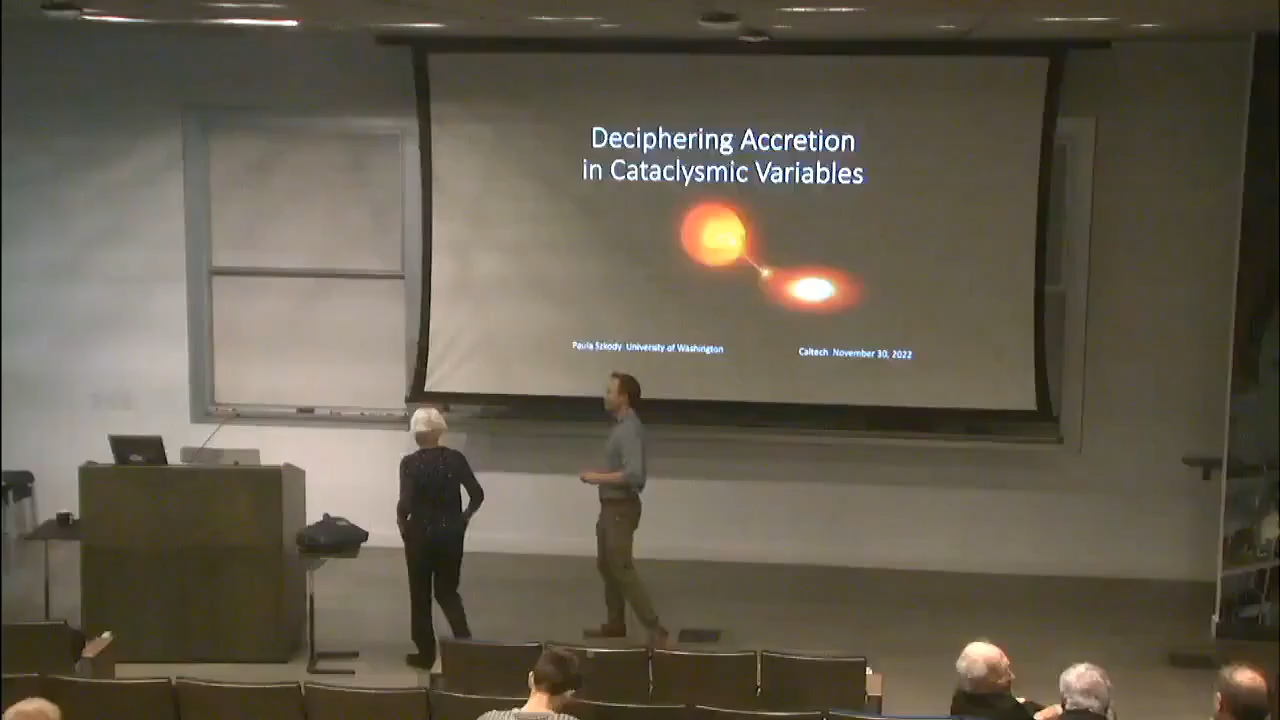 Deciphering Accretion
in Cataclysmic Variables
Paula Szkody University of Washington
Caltech November 30, 2022